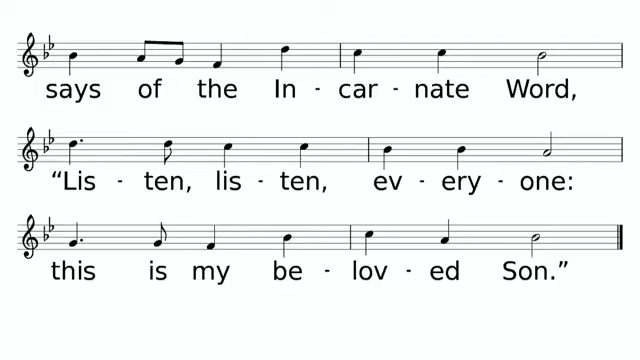 says of the In - car - nate Word,
“Lis - ten, lis - ten, ev - ery - one:
this is my be - lov - ed Son.”